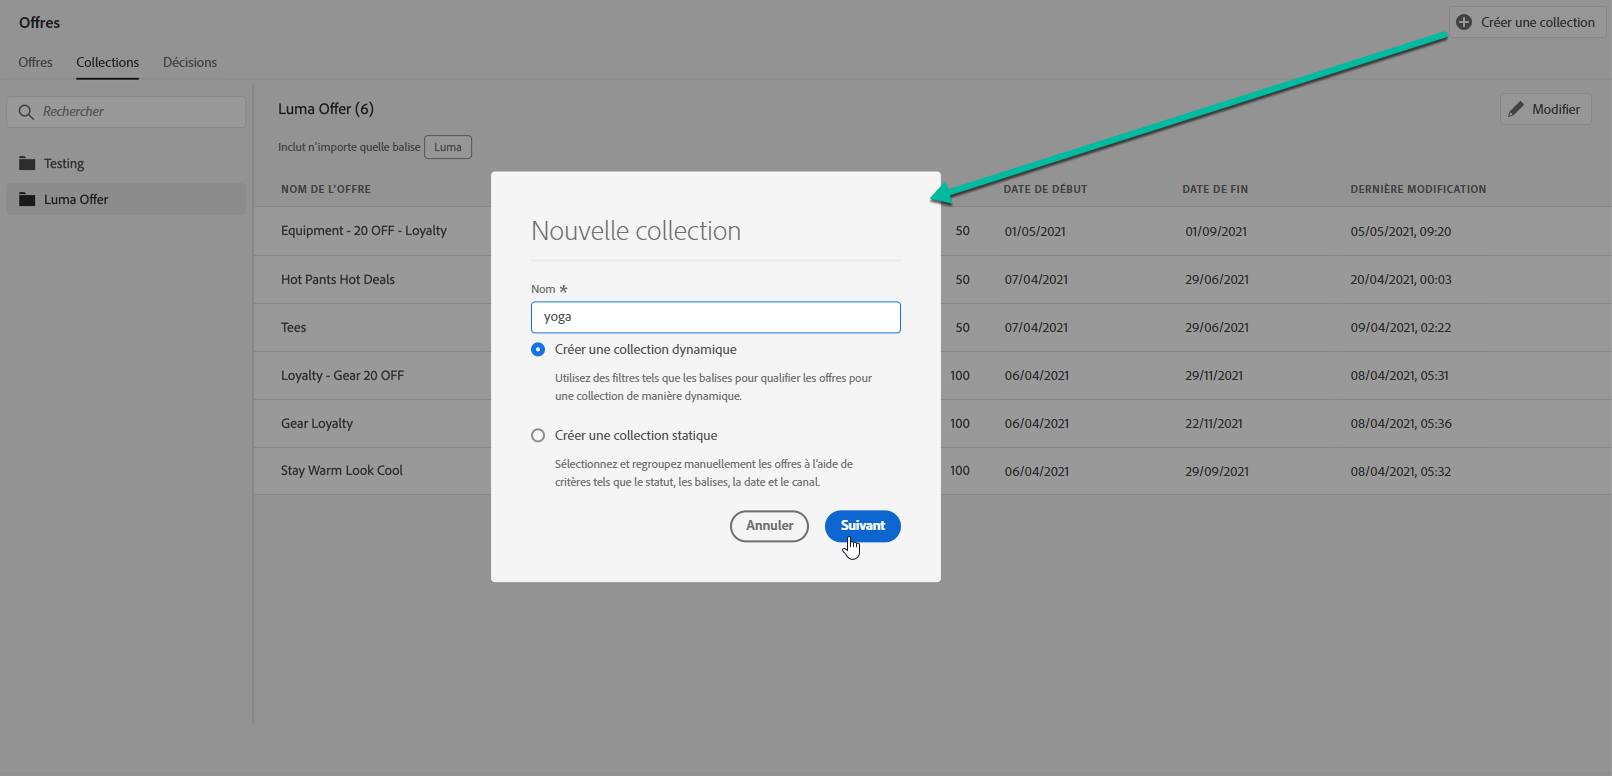 Offres
Créer une collection
Offres Collections Décisions
Rechercher
Testing
Luma Offer
Luma Offer (6)
Modifier
Inclut n'importe quelle balise Luma
NOM DE L'OFFRE DATE DE DÉBUT DATE DE FIN DERNIÈRE MODIFICATION
Equipment - 20 OFF - Loyalty 50 01/05/2021 01/09/2021 05/05/2021, 09:20
Hot Pants Hot Deals 50 07/04/2021 29/06/2021 20/04/2021, 00:03
Tees 50 07/04/2021 29/06/2021 09/04/2021, 02:22
Loyalty - Gear 20 OFF 100 06/04/2021 29/11/2021 08/04/2021, 05:31
Gear Loyalty 100 06/04/2021 22/11/2021 08/04/2021, 05:36
Stay Warm Look Cool 100 06/04/2021 29/09/2021 08/04/2021, 05:32
Nouvelle collection
Nom *
yoga
Créer une collection dynamique
Utilisez des filtres tels que les balises pour qualifier les offres pour
une collection de manière dynamique.
Créer une collection statique
Sélectionnez et regroupez manuellement les offres à l'aide de
critères tels que le statut, les balises, la date et le canal.
Annuler Suivant